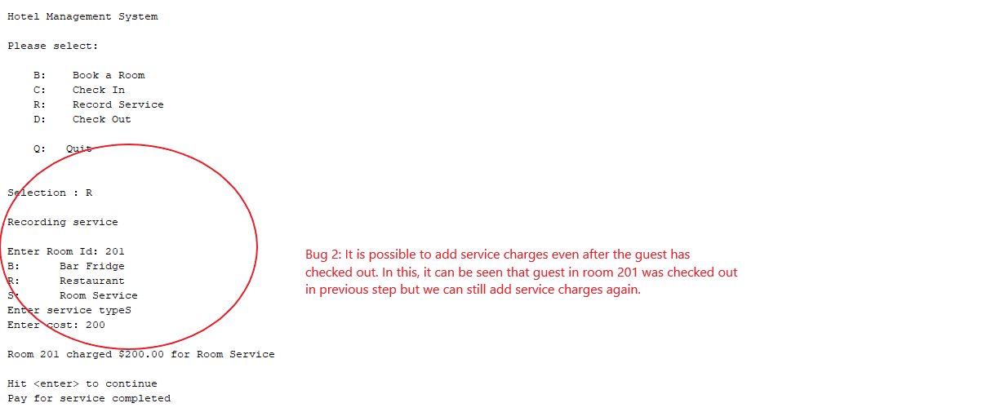 Hotel Management System
Please select:
B: Book a Room
C: Check In
R: Record Service
D: Check Out
Q: Quit
Selection : R
Recording service
Enter Room Id: 201
B: Bar Fridge
R: Restaurant
S: Room Service
Enter service typeS
Enter cost: 200
Room 201 charged $200.00 for Room Service
Hit <enter> to continue
Pay for service completed
Bug 2: It is possible to add service charges even after the guest has
checked out. In this, it can be seen that guest in room 201 was checked out
in previous step but we can still add service charges again.